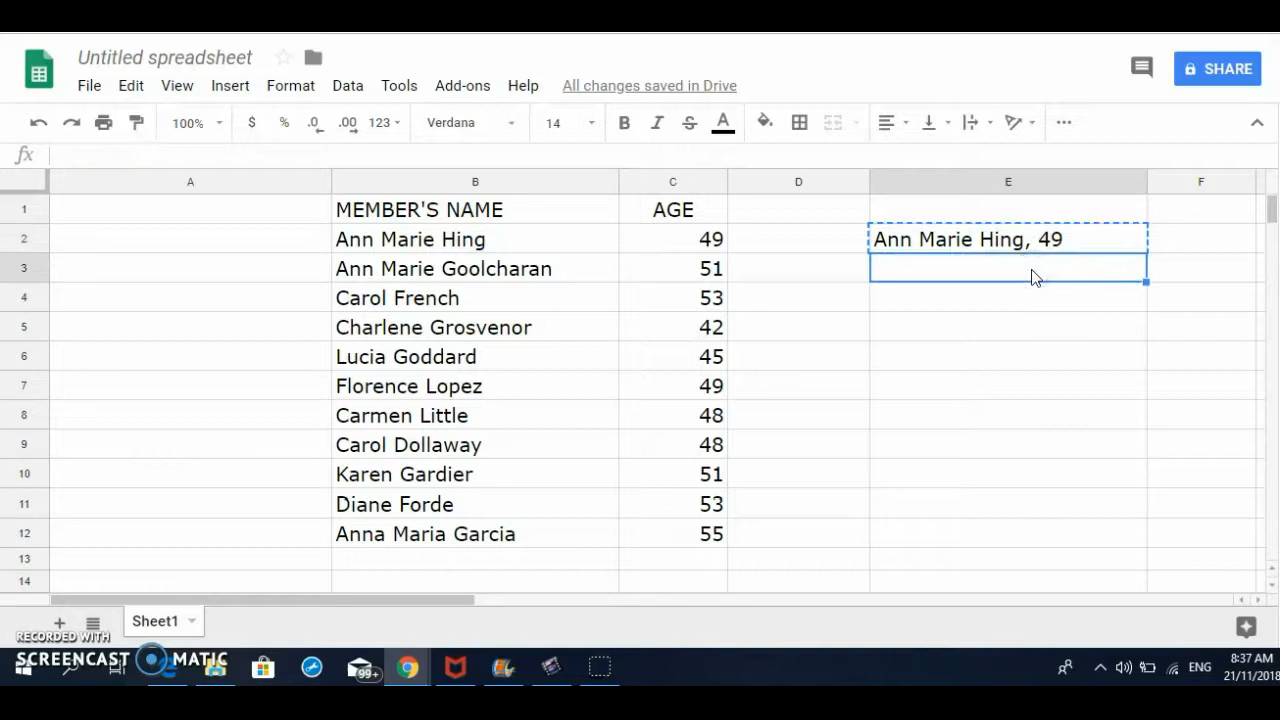 Untitled spreadsheet
File Edit View Insert Format Data Tools Add-ons Help All changes saved in Drive
SHARE
100% $ % .0 .00 123 Verdana 14 B I S A
fx
A B C D E F
1 MEMBER'S NAME AGE
2 Ann Marie Hing 49 Ann Marie Hing, 49
3 Ann Marie Goolcharan 51
4 Carol French 53
5 Charlene Grosvenor 42
6 Lucia Goddard 45
7 Florence Lopez 49
8 Carmen Little 48
9 Carol Dollaway 48
10 Karen Gardier 51
11 Diane Forde 53
12 Anna Maria Garcia 55
13
14
Sheet1
RECORDED WITH
SCREENCAST MATIC
99+
ENG
8:37 AM
21/11/2018